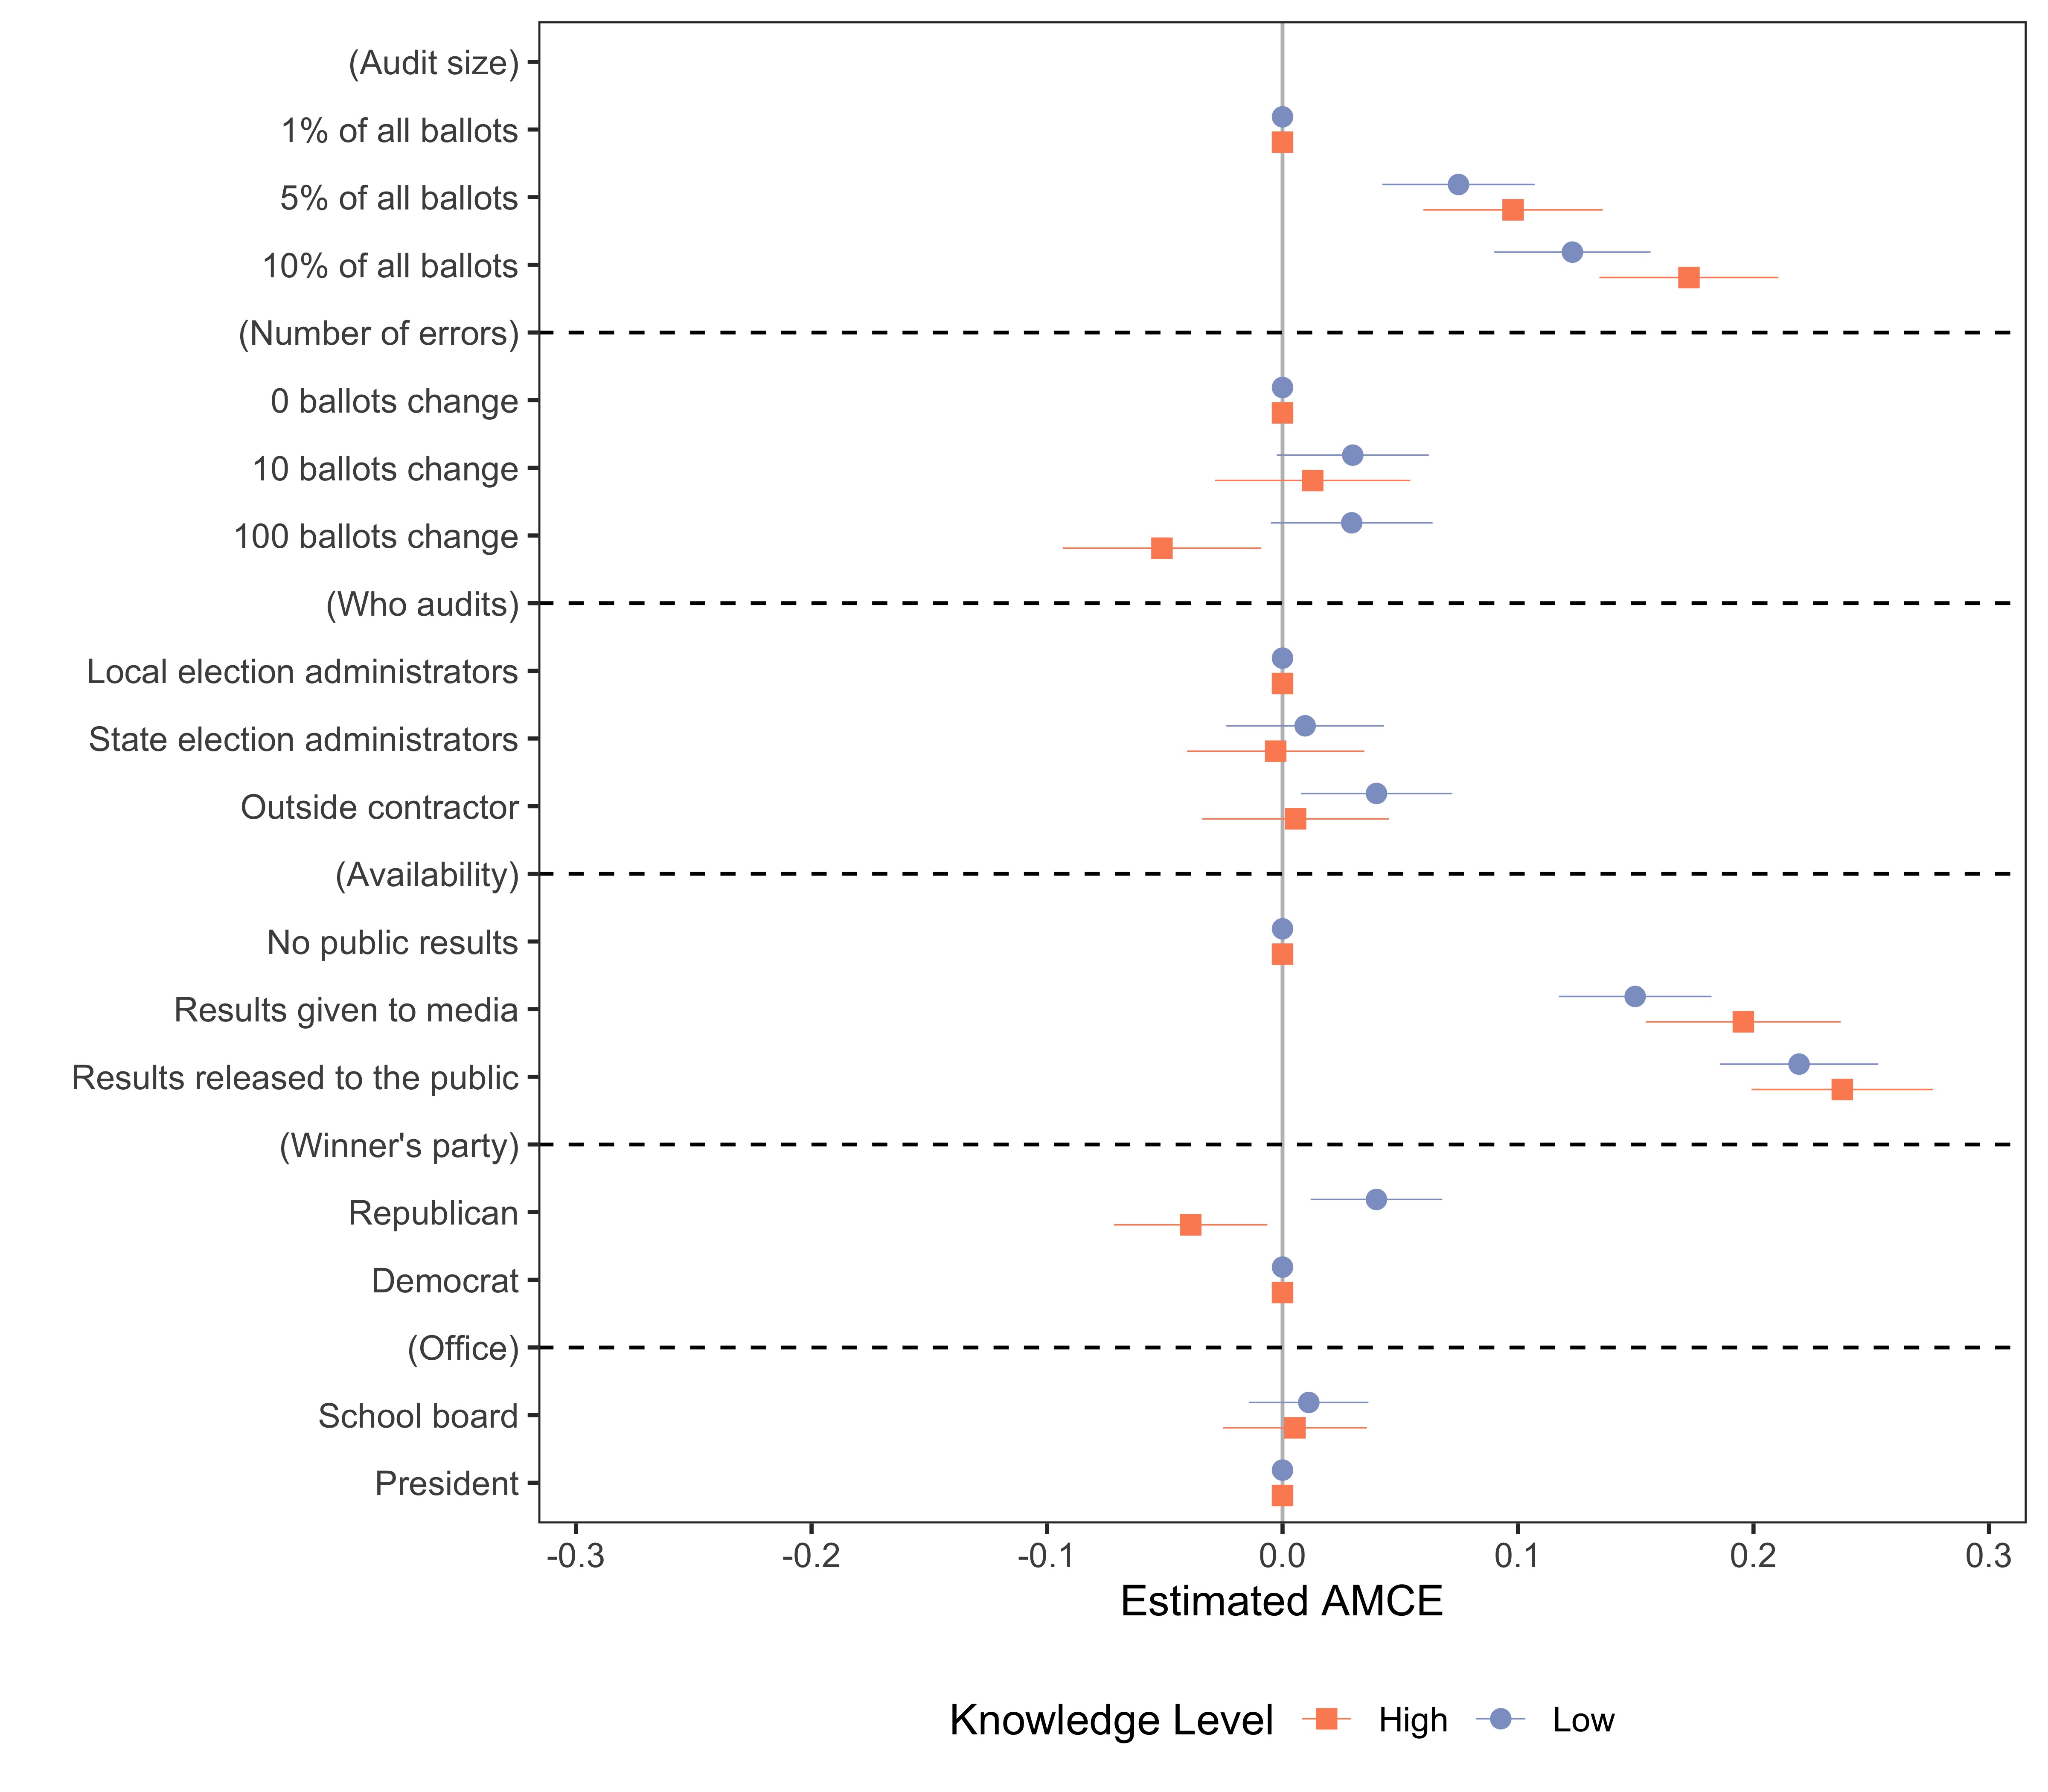 (Audit size)
1% of all ballots
5% of all ballots
10% of all ballots
(Number of errors)
0 ballots change
10 ballots change
100 ballots change
(Who audits)
Local election administrators
State election administrators
Outside contractor
(Availability)
No public results
Results given to media
Results released to the public
(Winner's party)
Republican
Democrat
(Office)
School board
President
-0.3 -0.2 -0.1 0.0 0.1 0.2 0.3
Estimated AMCE
Knowledge Level High Low